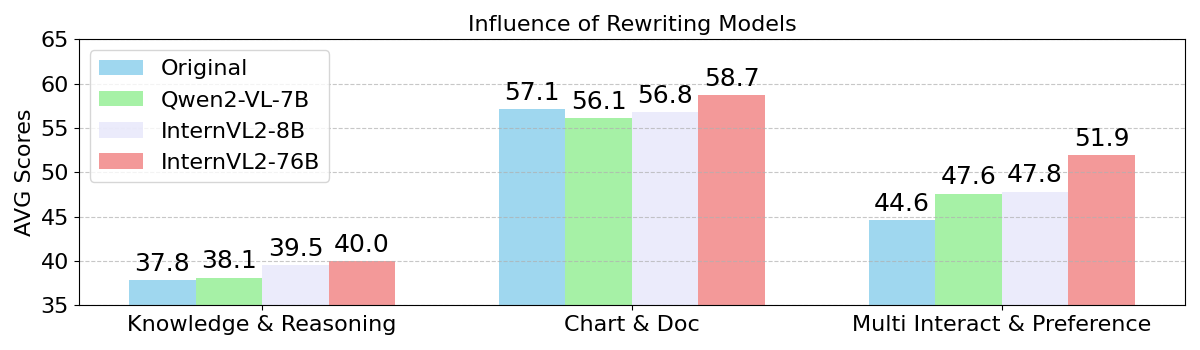 Influence of Rewriting Models
AVG Scores
65
60
55
50
45
40
35
Original
Qwen2-VL-7B
InternVL2-8B
InternVL2-76B
37.8
38.1
39.5
40.0
57.1
56.1
56.8
58.7
44.6
47.6
47.8
51.9
Knowledge & Reasoning
Chart & Doc
Multi Interact & Preference